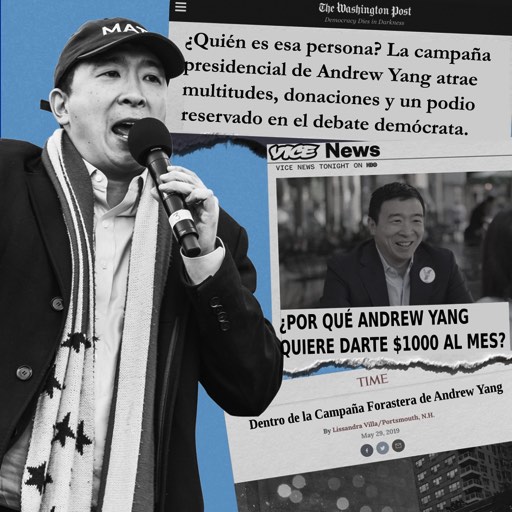 MAT
The Washington Post
Democracy Dies in Darkness
¿Quién es esa persona? La campaña
presidencial de Andrew Yang atrae
multitudes, donaciones y un podio
reservado en el debate demócrata.
VICE News
VICE NEWS TONIGHT ON HBO
¿POR QUÉ ANDREW YANG
QUIERE DARTE $1000 AL MES?
TIME
Dentro de la Campaña Forastera de Andrew Yang
By Lissandra Villa/Portsmouth, N.H.
May 29, 2019